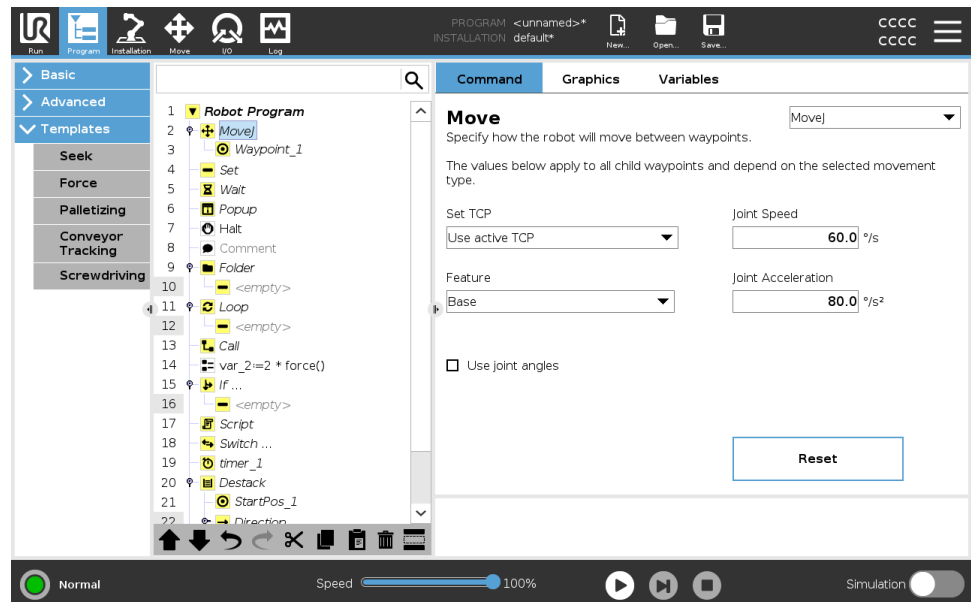 UR
Run
Program
Installation
Move
I/O
Log
PROGRAM <unnamed>*
INSTALLATION default*
New...
Open...
Save...
CCCC
CCCC
Basic
Advanced
Templates
Seek
Force
Palletizing
Conveyor
Tracking
Screwdriving
1 Robot Program
2 MoveJ
3 Waypoint_1
4 Set
5 Wait
6 Popup
7 Halt
8 Comment
9 Folder
10 <empty>
11 Loop
12 <empty>
13 Call
14 var_2:=2 * force()
15 If ...
16 <empty>
17 Script
18 Switch ...
19 timer_1
20 Destack
21 StartPos_1
22 Direction
Command
Graphics
Variables
Move
MoveJ
Specify how the robot will move between waypoints.
The values below apply to all child waypoints and depend on the selected movement
type.
Set TCP
Joint Speed
Use active TCP
60.0 °/s
Feature
Joint Acceleration
Base
80.0 °/s²
Use joint angles
Reset
Normal
Speed
100%
Simulation